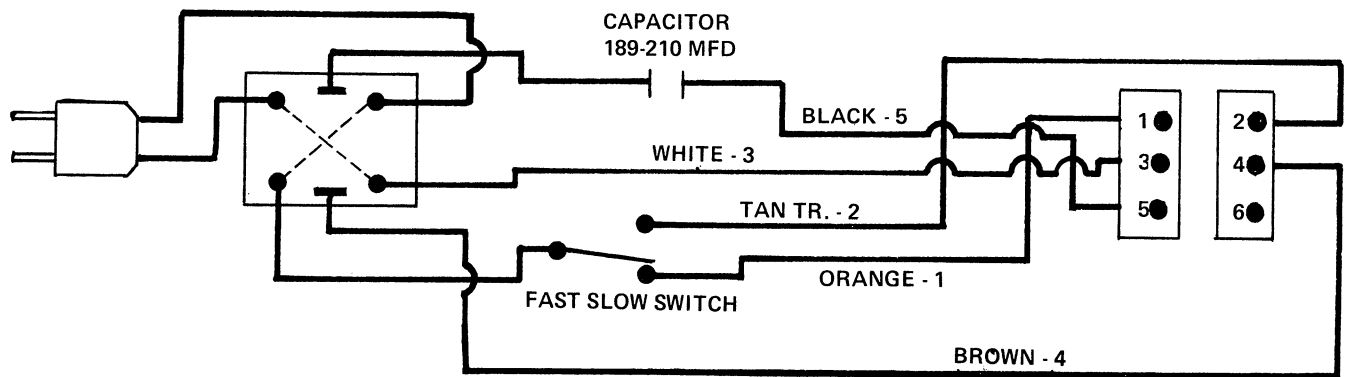 CAPACITOR
189-210 MFD
BLACK - 5
WHITE - 3
TAN TR. - 2
ORANGE - 1
FAST SLOW SWITCH
BROWN - 4
1
3
5
2
4
6